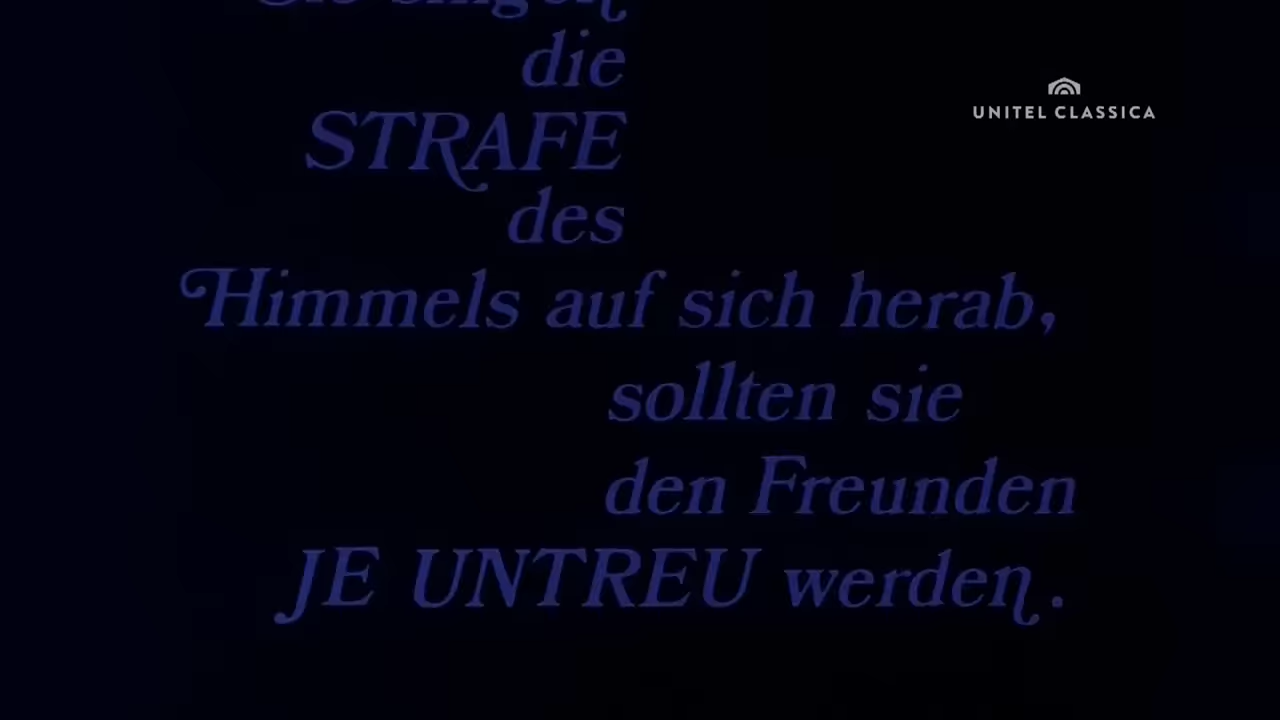 die
STRAFE
des
Himmels auf sich herab,
sollten sie
den Freunden
JE UNTREU werden.
UNITEL CLASSICA